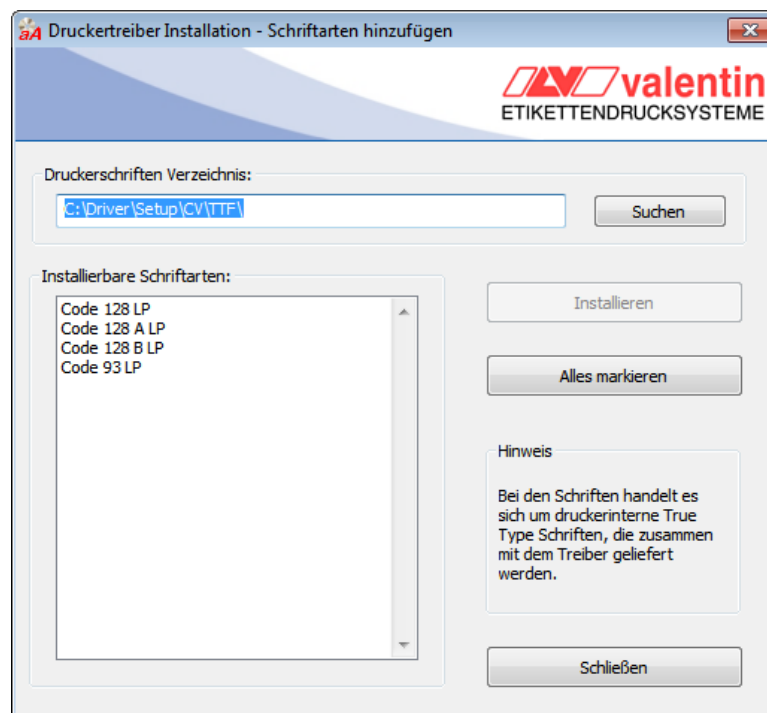 Druckertreiber Installation - Schriftarten hinzufügen
valentin
ETIKETTENDRUCKSYSTEME
Druckerschriften Verzeichnis:
C:\Driver\Setup\CV\TTF\
Suchen
Installierbare Schriftarten:
Code 128 LP
Code 128 A LP
Code 128 B LP
Code 93 LP
Installieren
Alles markieren
Hinweis
Bei den Schriften handelt es
sich um druckerinterne True
Type Schriften, die zusammen
mit dem Treiber geliefert
werden.
Schließen